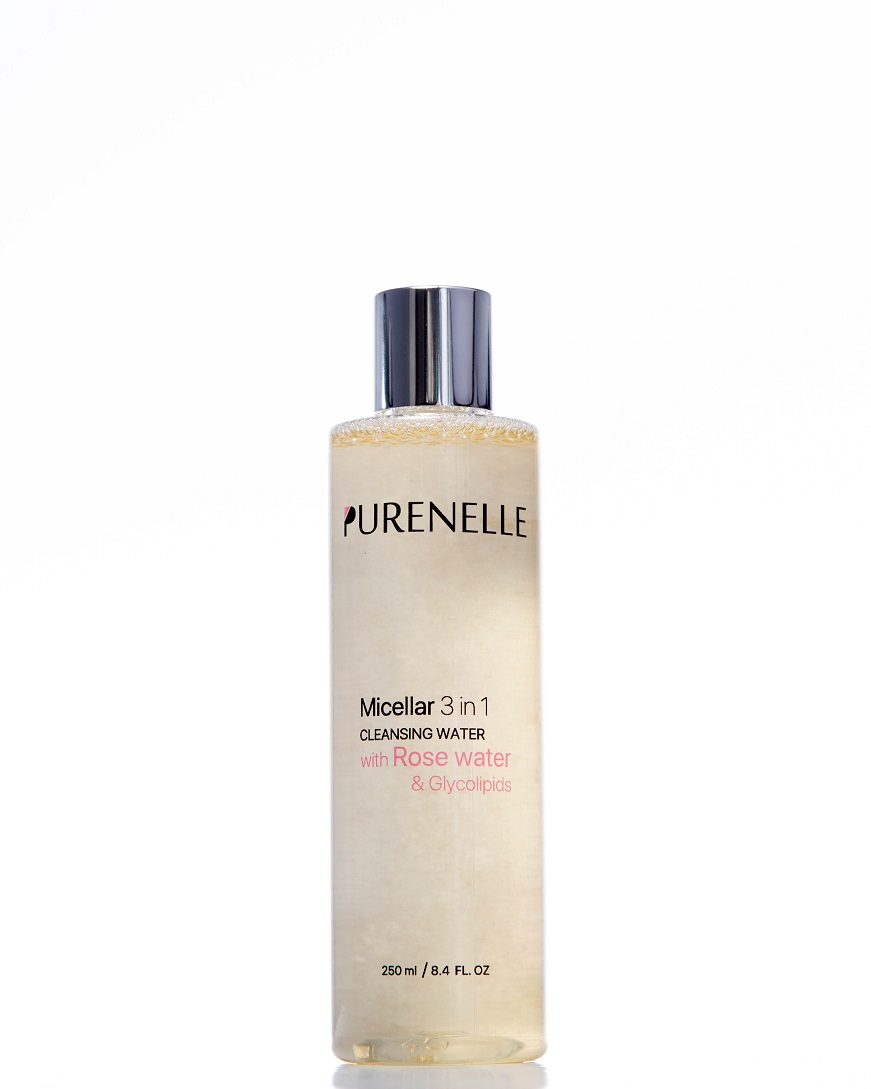 PURENELLE
Micellar 3 in 1
CLEANSING WATER
with Rose water
& Glycolipids
250 ml / 8.4 FL. OZ